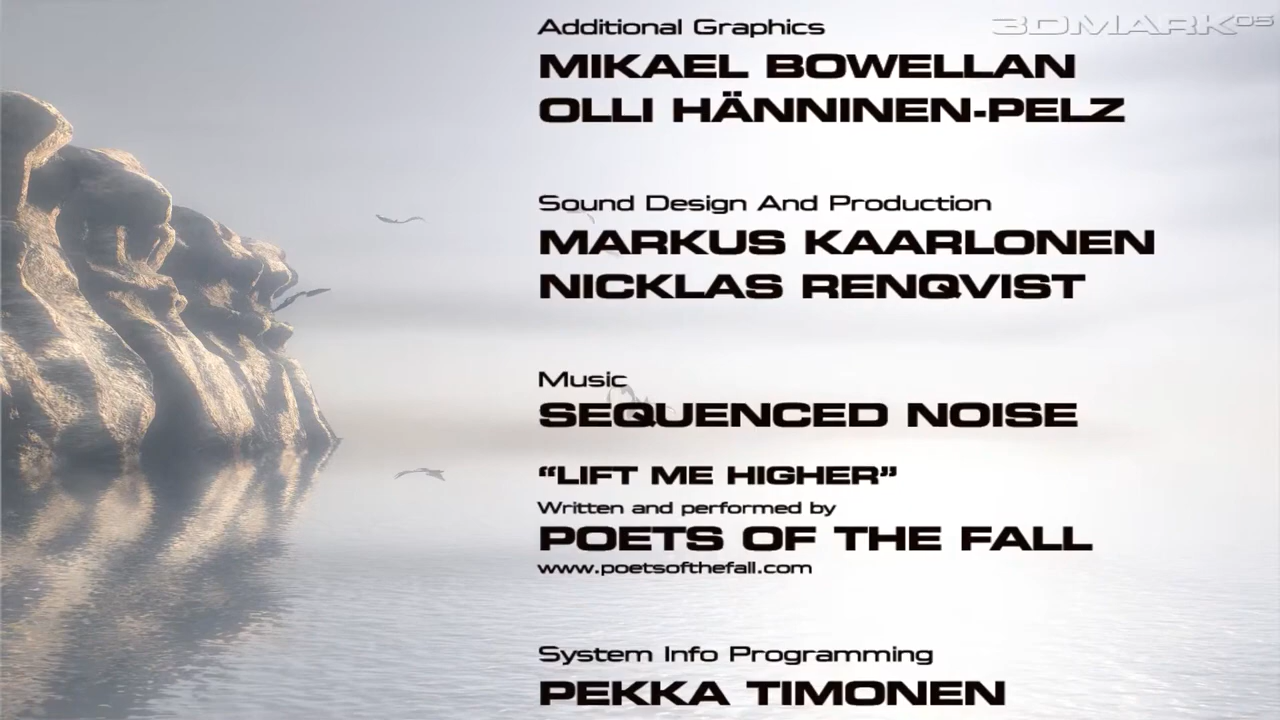 3DMARK05
Additional Graphics
MIKAEL BOWELLAN
OLLI HÄNNINEN-PELZ
Sound Design And Production
MARKUS KAARLONEN
NICKLAS RENQVIST
Music
SEQUENCED NOISE
“LIFT ME HIGHER”
Written and performed by
POETS OF THE FALL
www.poetsofthefall.com
System Info Programming
PEKKA TIMONEN